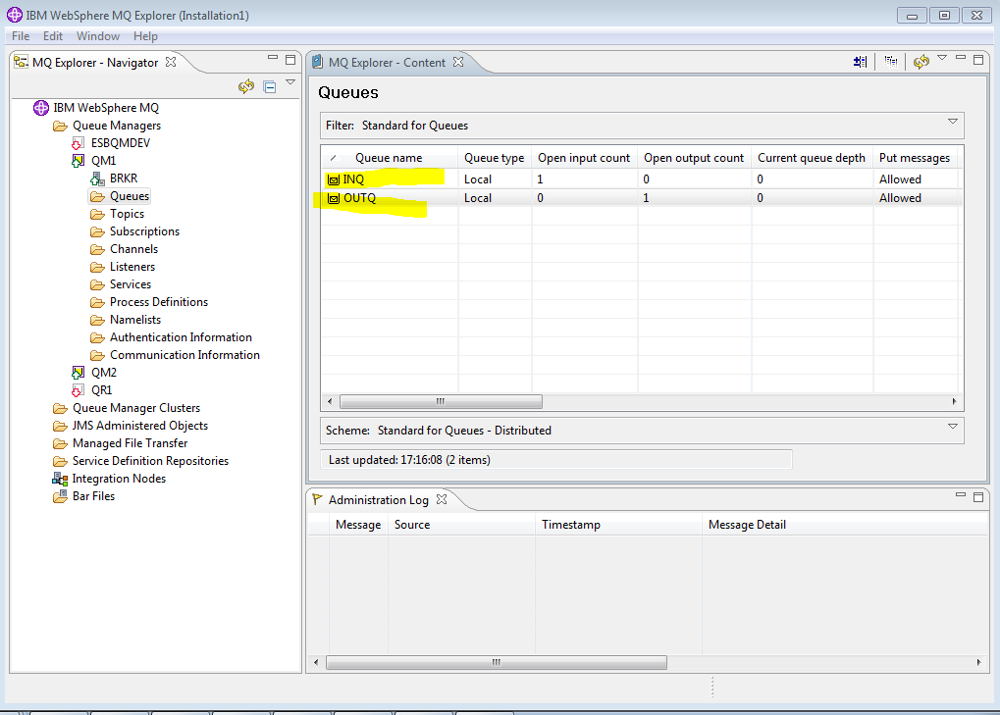 IBM WebSphere MQ Explorer (Installation1)
File Edit Window Help
MQ Explorer - Navigator
IBM WebSphere MQ
Queue Managers
ESBQMDEV
QM1
BRKR
Queues
Topics
Subscriptions
Channels
Listeners
Services
Process Definitions
Namelists
Authentication Information
Communication Information
QM2
QR1
Queue Manager Clusters
JMS Administered Objects
Managed File Transfer
Service Definition Repositories
Integration Nodes
Bar Files
MQ Explorer - Content
Queues
Filter: Standard for Queues
Queue name Queue type Open input count Open output count Current queue depth Put messages
INQ Local 1 0 0 Allowed
OUTQ Local 0 1 0 Allowed
Scheme: Standard for Queues - Distributed
Last updated: 17:16:08 (2 items)
Administration Log
Message Source Timestamp Message Detail